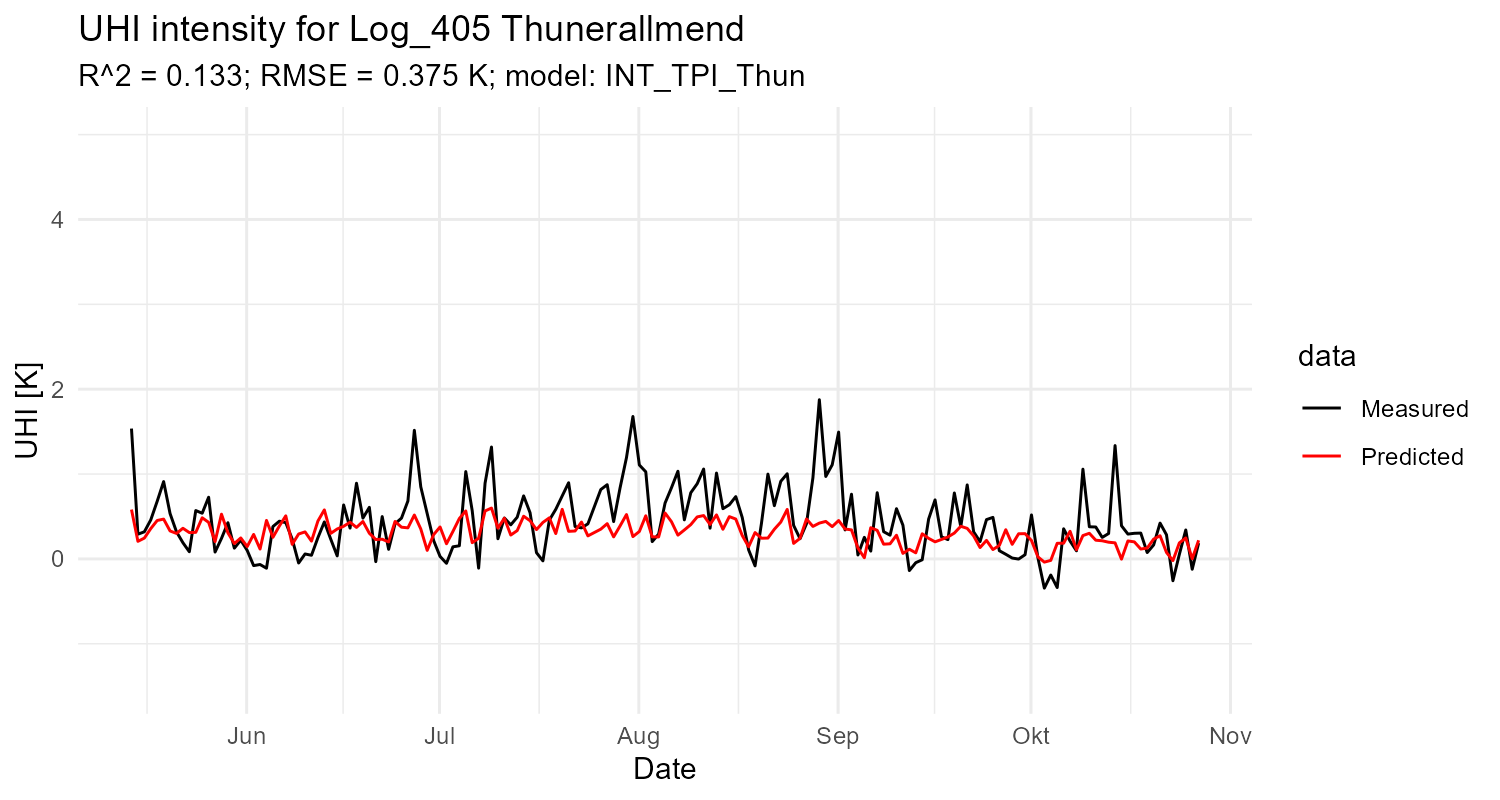 UHI intensity for Log_405 Thunerallmend
R^2 = 0.133; RMSE = 0.375 K; model: INT_TPI_Thun
UHI [K]
4
2
0
Jun Jul Aug Sep Okt Nov
Date
data
Measured
Predicted